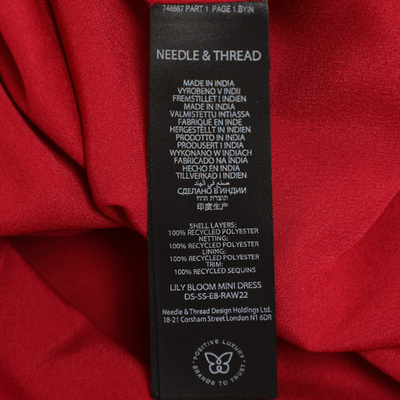 748667 PART 1 PAGE 1 BYIN
NEEDLE & THREAD
MADE IN INDIA
VYROBENO V INDII
FREMSTILLET I INDIEN
MADE IN INDIA
VALMISTETTU INTIASSA
FABRIQUÉ EN INDE
HERGESTELLT IN INDIEN
PRODOTTO IN INDIA
PRODUSERT I INDIA
WYKONANO W INDIACH
FABRICADO NA INDIA
HECHO EN INDIA
TILLVERKAD I INDIEN
صنع في الهند
СДЕЛАНО В ИНДИИ
תוצרת הודו
印度生产
SHELL LAYERS:
100% RECYCLED POLYESTER
NETTING:
100% RECYCLED POLYESTER
LINING:
100% RECYCLED POLYESTER
TRIM:
100% RECYCLED SEQUINS
LILY BLOOM MINI DRESS
DS-SS-EB-RAW22
Needle & Thread Design Holdings Ltd.
18-21 Corsham Street London N1 6DR
POSITIVE LUXURY
BRANDS TO TRUST